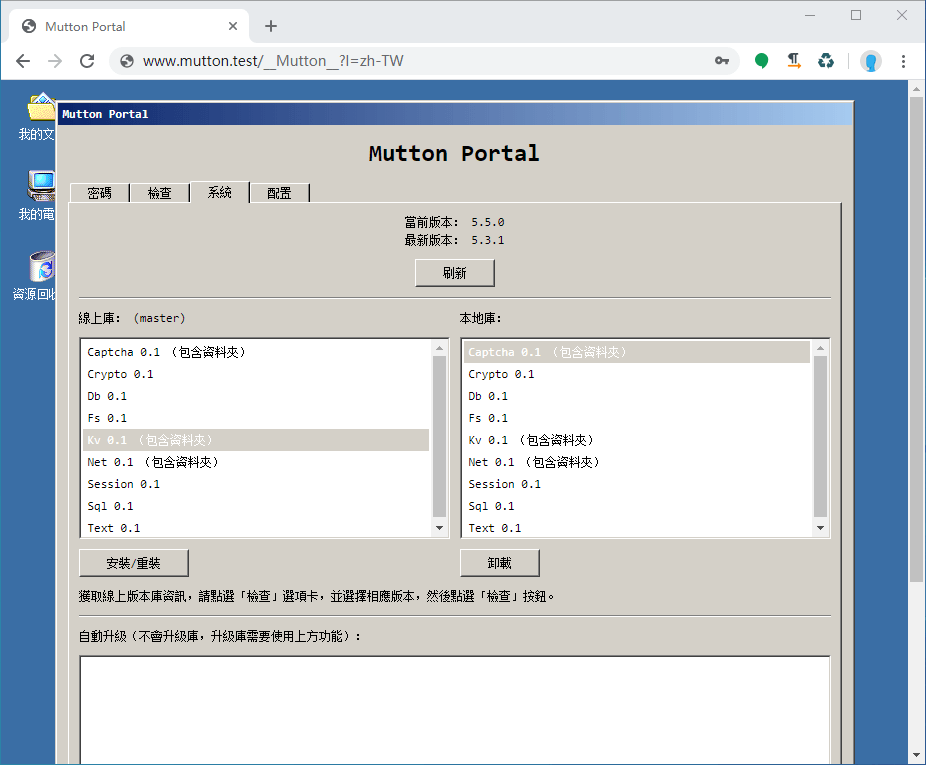 Mutton Portal
www.mutton.test/__Mutton__?l=zh-TW
我的文
我的電
資源回收
Mutton Portal
Mutton Portal
密碼 檢查 系統 配置
當前版本： 5.5.0
最新版本： 5.3.1
刷新
線上庫： (master)
Captcha 0.1 （包含資料夾）
Crypto 0.1
Db 0.1
Fs 0.1
Kv 0.1 （包含資料夾）
Net 0.1 （包含資料夾）
Session 0.1
Sql 0.1
Text 0.1
安裝/重裝
本地庫：
Captcha 0.1 （包含資料夾）
Crypto 0.1
Db 0.1
Fs 0.1
Kv 0.1 （包含資料夾）
Net 0.1 （包含資料夾）
Session 0.1
Sql 0.1
Text 0.1
卸載
獲取線上版本庫資訊，請點選「檢查」選項卡，並選擇相應版本，然後點選「檢查」按鈕。
自動升級（不會升級庫，升級庫需要使用上方功能）：